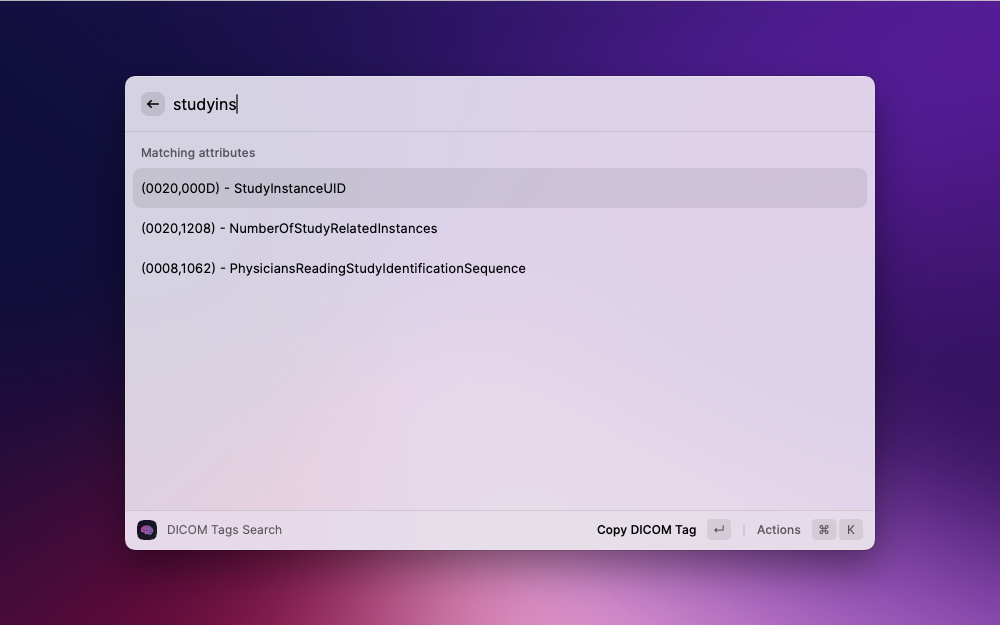 studyins
Matching attributes
(0020,000D) - StudyInstanceUID
(0020,1208) - NumberOfStudyRelatedInstances
(0008,1062) - PhysiciansReadingStudyIdentificationSequence
DICOM Tags Search Copy DICOM Tag ↵ | Actions ⌘ K